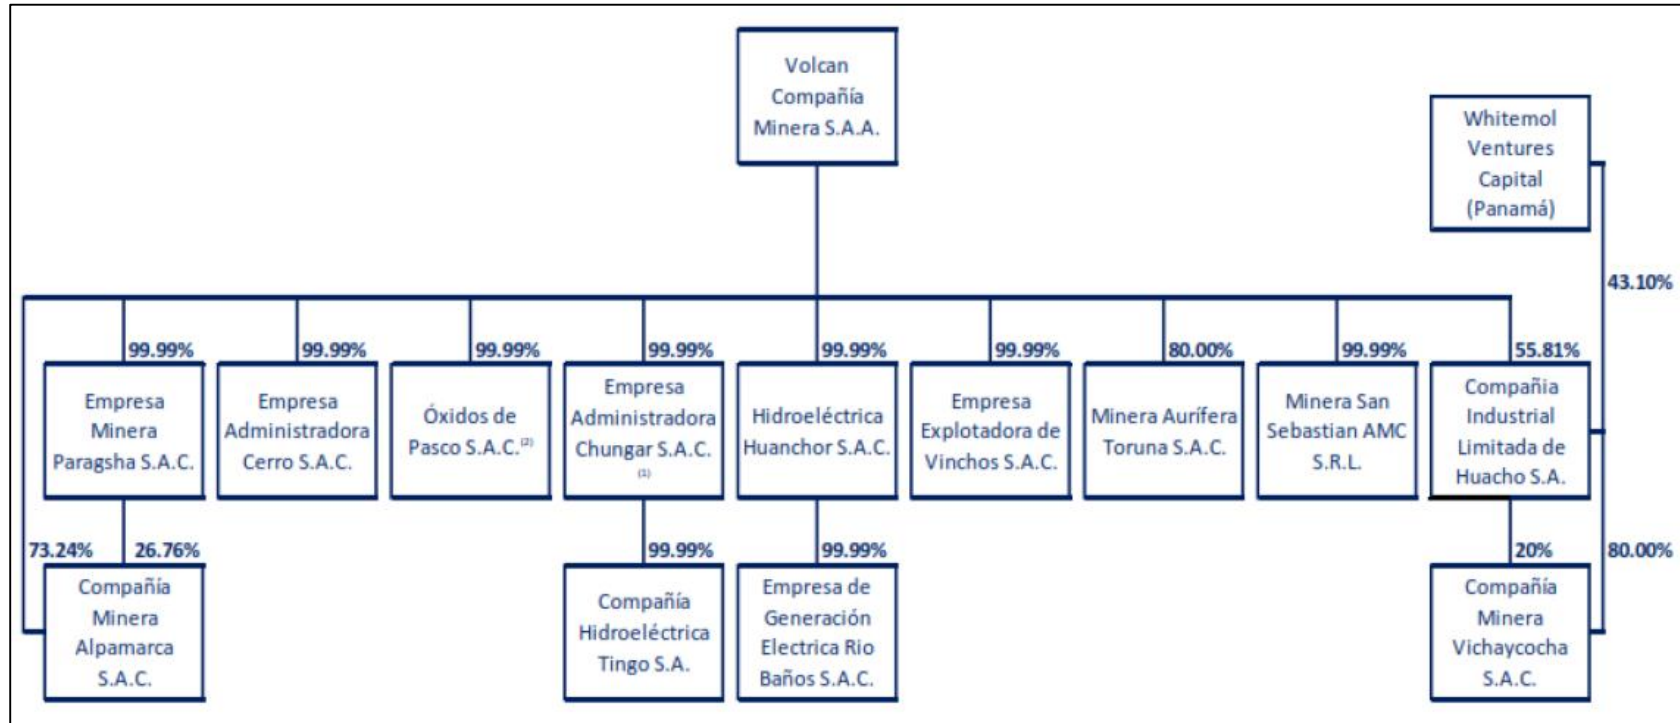 Volcan
Compañía
Minera S.A.A.
Whitemol
Ventures
Capital
(Panamá)
43.10%
99.99%
99.99%
99.99%
99.99%
99.99%
99.99%
80.00%
99.99%
55.81%
Empresa
Minera
Paragsha S.A.C.
Empresa
Administradora
Cerro S.A.C.
Óxidos de
Pasco S.A.C.(2)
Empresa
Administradora
Chungar S.A.C.
(1)
Hidroeléctrica
Huanchor S.A.C.
Empresa
Explotadora de
Vinchos S.A.C.
Minera Aurífera
Toruna S.A.C.
Minera San
Sebastian AMC
S.R.L.
Compañia
Industrial
Limitada de
Huacho S.A.
73.24%
26.76%
99.99%
99.99%
20%
80.00%
Compañía
Minera
Alpamarca
S.A.C.
Compañía
Hidroeléctrica
Tingo S.A.
Empresa de
Generación
Electrica Rio
Baños S.A.C.
Compañía
Minera
Vichaycocha
S.A.C.